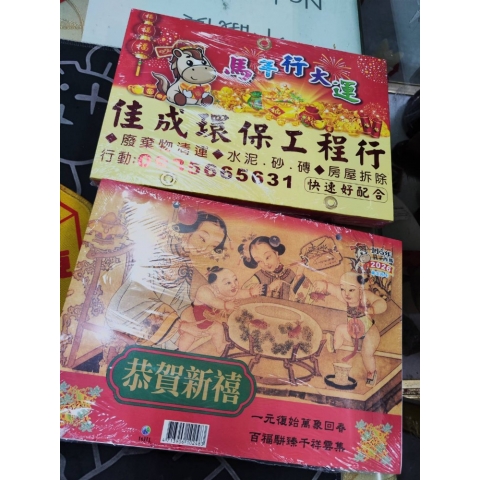 馬年行大運
佳成環保工程行
◆廢棄物清運◆水泥.砂.磚◆房屋拆除
行動:0925665631
快速好配合
2026
恭賀新禧
一元復始萬象回春
百福駢臻千祥雲集